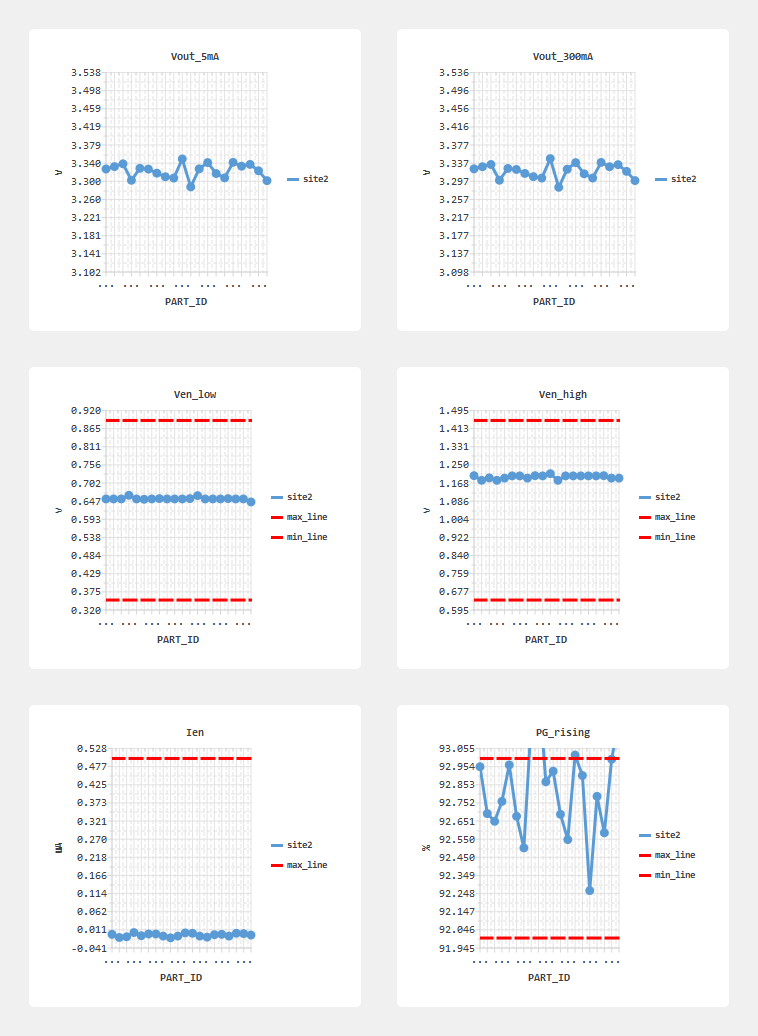 Vout_5mA
3.538
3.498
3.459
3.419
3.379
3.340
3.300
3.260
3.221
3.181
3.141
3.102
V
site2
... ... ... ...
PART_ID
Vout_300mA
3.536
3.496
3.456
3.416
3.377
3.337
3.297
3.257
3.217
3.177
3.137
3.098
V
site2
... ... ... ...
PART_ID
Ven_low
0.920
0.865
0.811
0.756
0.702
0.647
0.593
0.538
0.484
0.429
0.375
0.320
V
site2
max_line
min_line
... ... ... ... ... ...
PART_ID
Ven_high
1.495
1.413
1.331
1.250
1.168
1.086
1.004
0.922
0.840
0.759
0.677
0.595
V
site2
max_line
min_line
... ... ... ... ... ...
PART_ID
Ien
0.528
0.477
0.425
0.373
0.321
0.270
0.218
0.166
0.114
0.062
0.011
-0.041
site2
max_line
... ... ... ... ... ...
PART_ID
PG_rising
93.055
92.954
92.853
92.752
92.651
92.550
92.450
92.349
92.248
92.147
92.046
91.945
%
site2
max_line
min_line
... ... ... ... ... ...
PART_ID